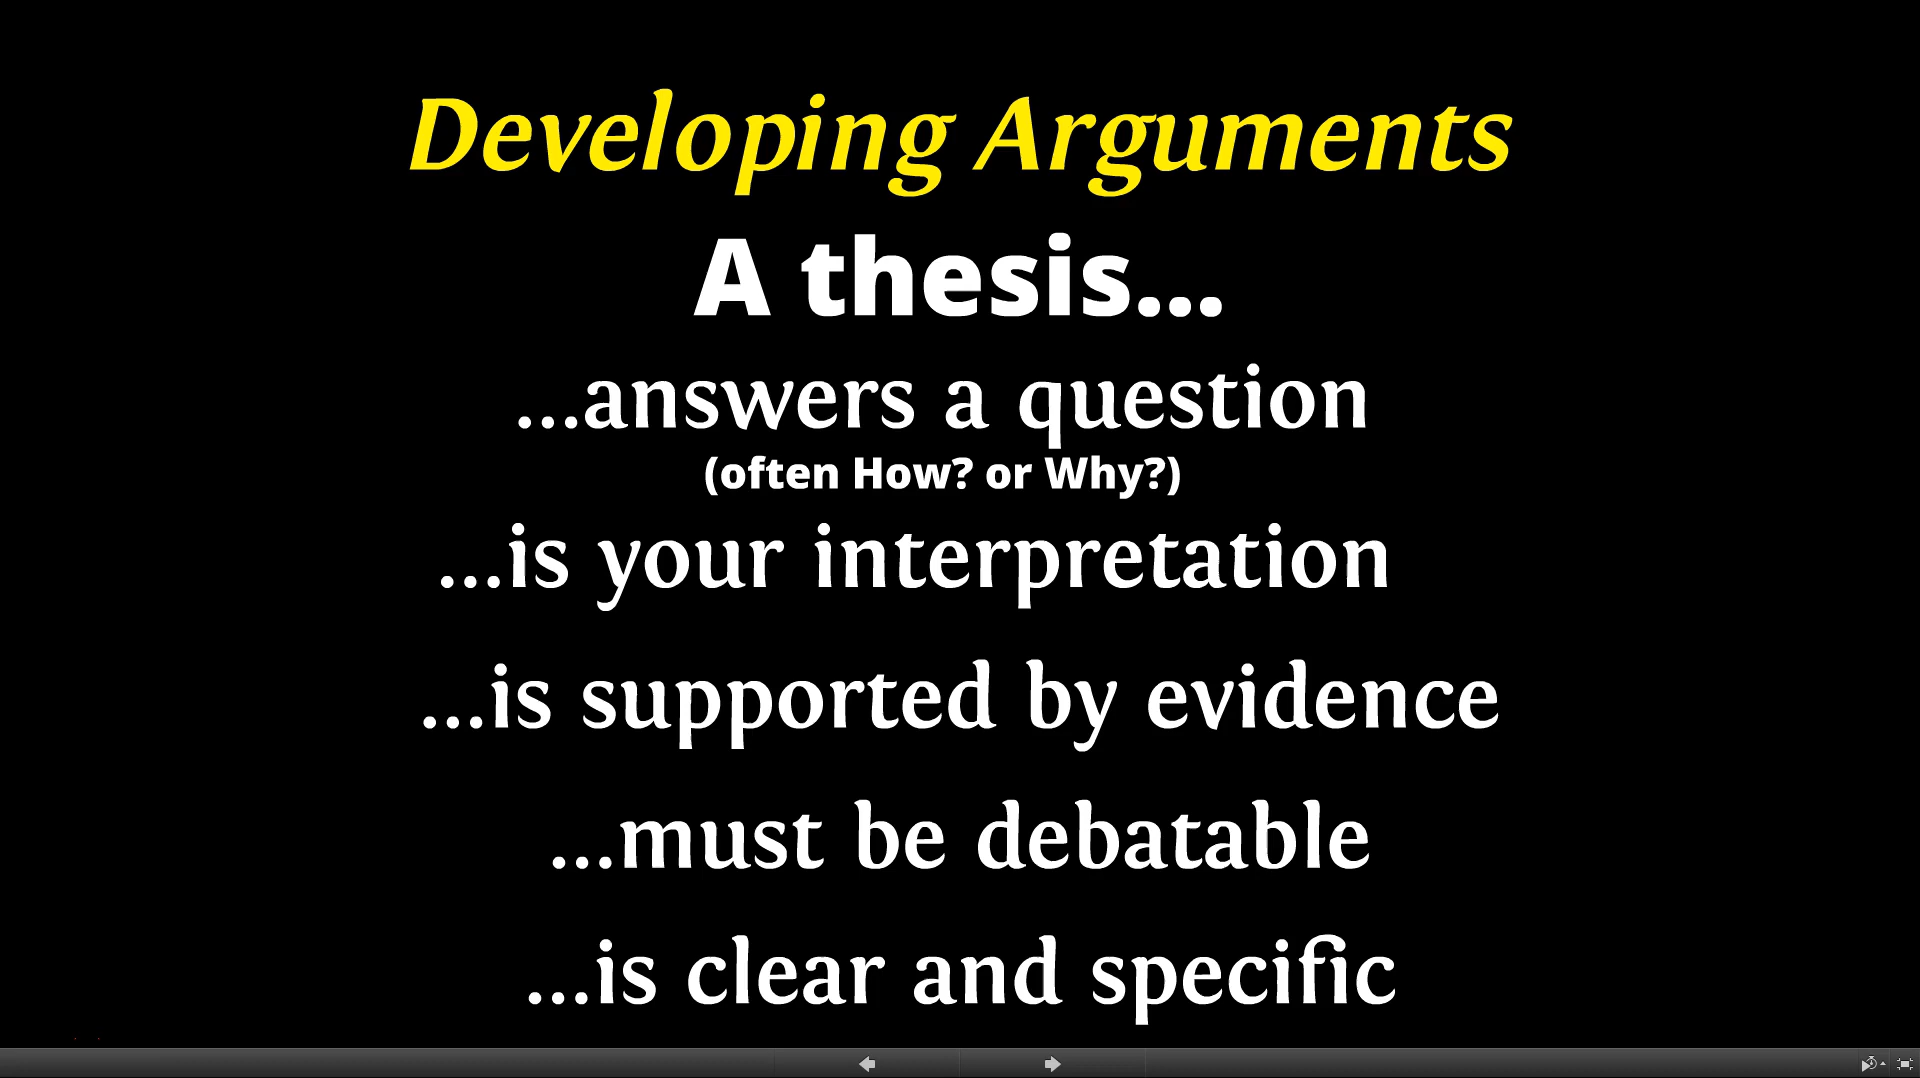 Developing Arguments
A thesis...
...answers a question
(often How? or Why?)
...is your interpretation
...is supported by evidence
...must be debatable
...is clear and specific